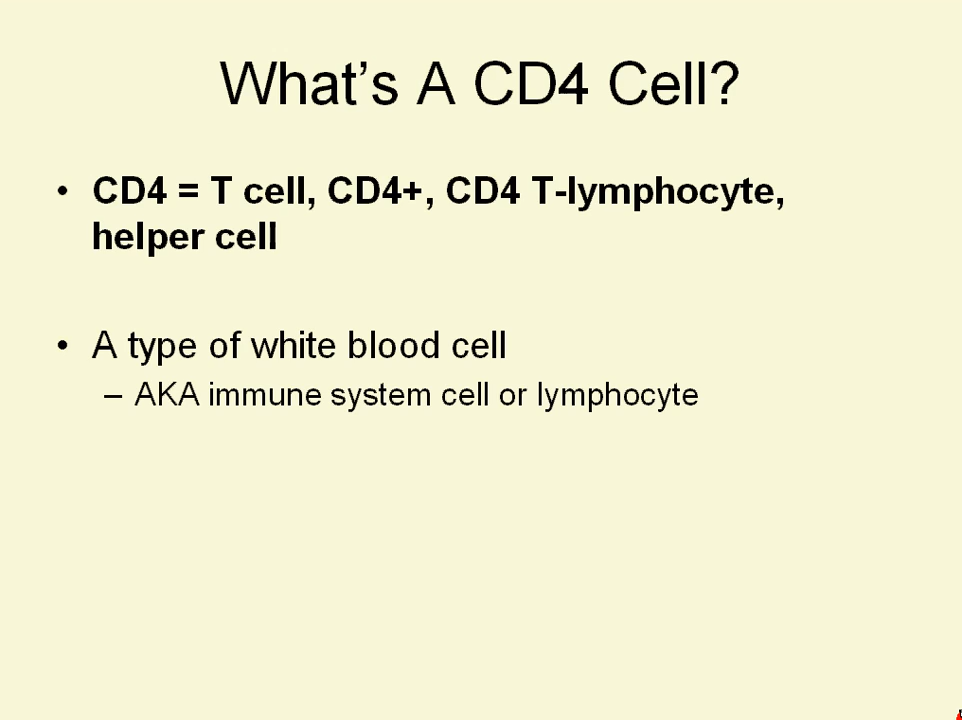 What’s A CD4 Cell?
• CD4 = T cell, CD4+, CD4 T-lymphocyte,
helper cell
• A type of white blood cell
– AKA immune system cell or lymphocyte